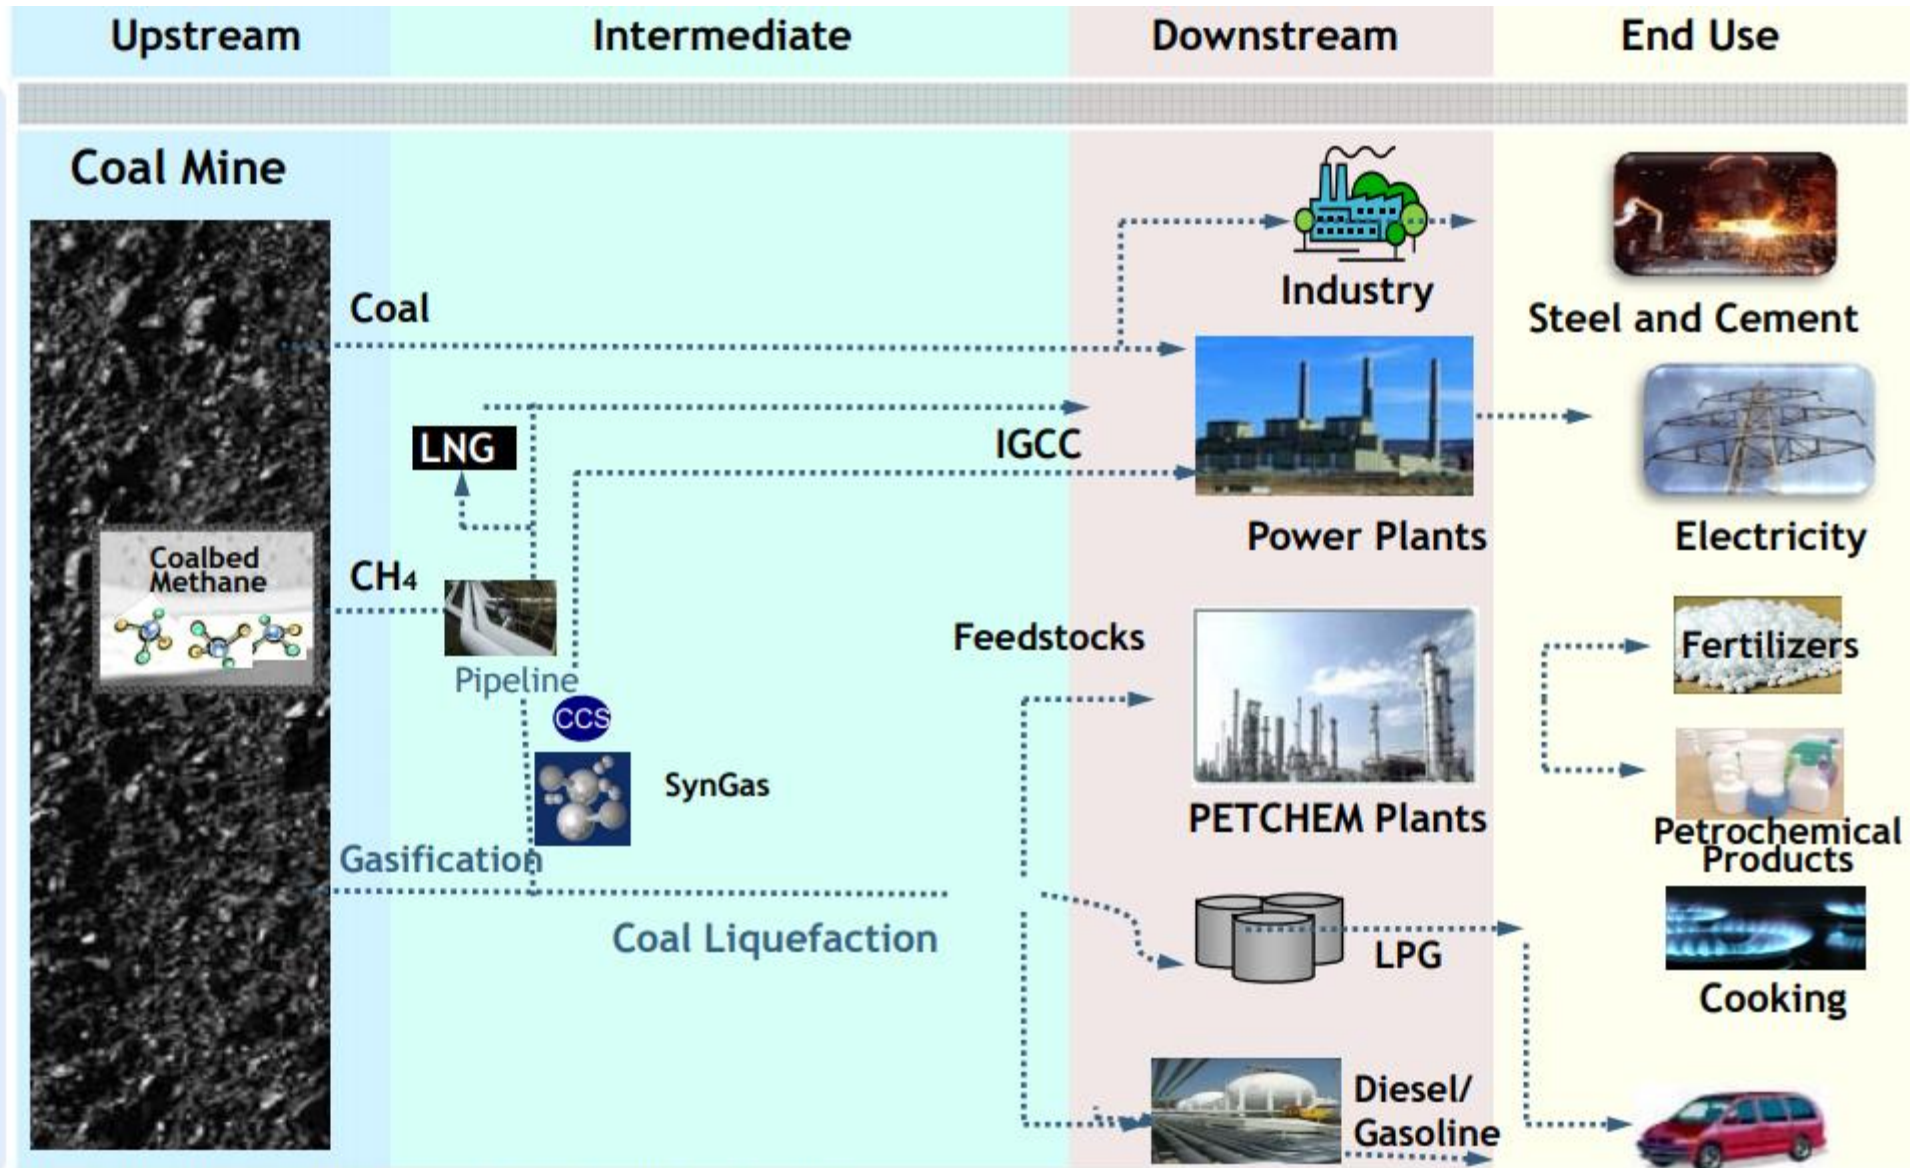 Upstream
Intermediate
Downstream
End Use
Coal Mine
Coal
Industry
Steel and Cement
LNG
IGCC
Power Plants
Electricity
Coalbed
Methane
CH₄
Pipeline
Feedstocks
Fertilizers
CCS
SynGas
PETCHEM Plants
Petrochemical
Products
Gasification
Coal Liquefaction
LPG
Cooking
Diesel/
Gasoline